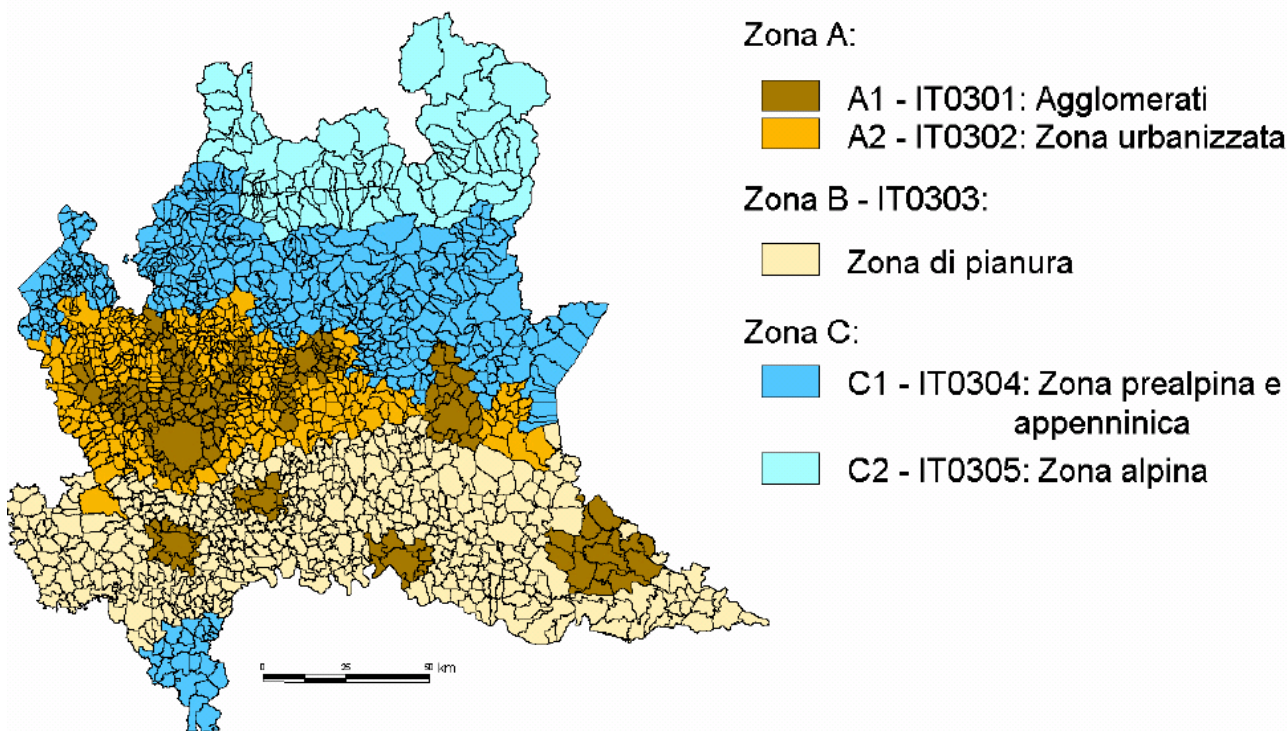 Zona A:
A1 - IT0301: Agglomerati
A2 - IT0302: Zona urbanizzata
Zona B - IT0303:
Zona di pianura
Zona C:
C1 - IT0304: Zona prealpina e
appenninica
C2 - IT0305: Zona alpina
0 25 50 km